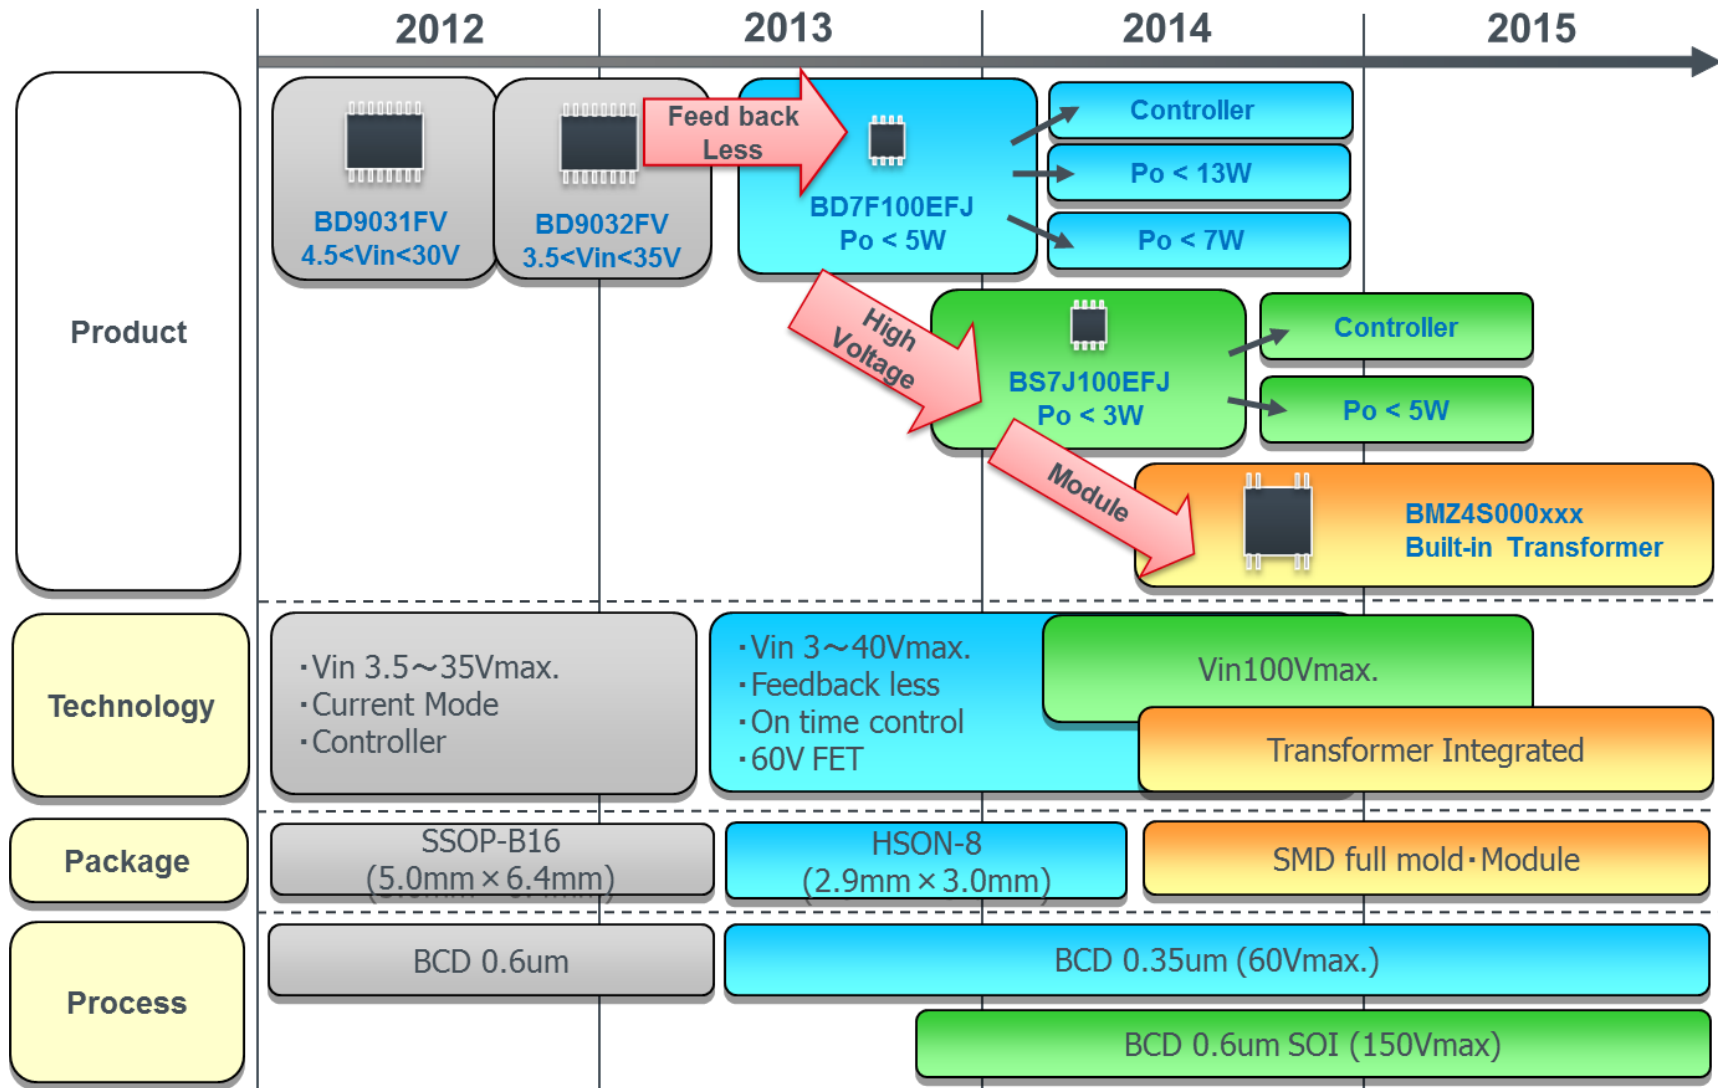 2012
2013
2014
2015
Product
BD9031FV
4.5<Vin<30V
BD9032FV
3.5<Vin<35V
Feed back
Less
BD7F100EFJ
Po < 5W
Controller
Po < 13W
Po < 7W
High
Voltage
BS7J100EFJ
Po < 3W
Controller
Po < 5W
Module
BMZ4S000xxx
Built-in Transformer
Technology
・Vin 3.5～35Vmax.
・Current Mode
・Controller
・Vin 3～40Vmax.
・Feedback less
・On time control
・60V FET
Vin100Vmax.
Transformer Integrated
Package
SSOP-B16
(5.0mm×6.4mm)
HSON-8
(2.9mm×3.0mm)
SMD full mold・Module
Process
BCD 0.6um
BCD 0.35um (60Vmax.)
BCD 0.6um SOI (150Vmax)